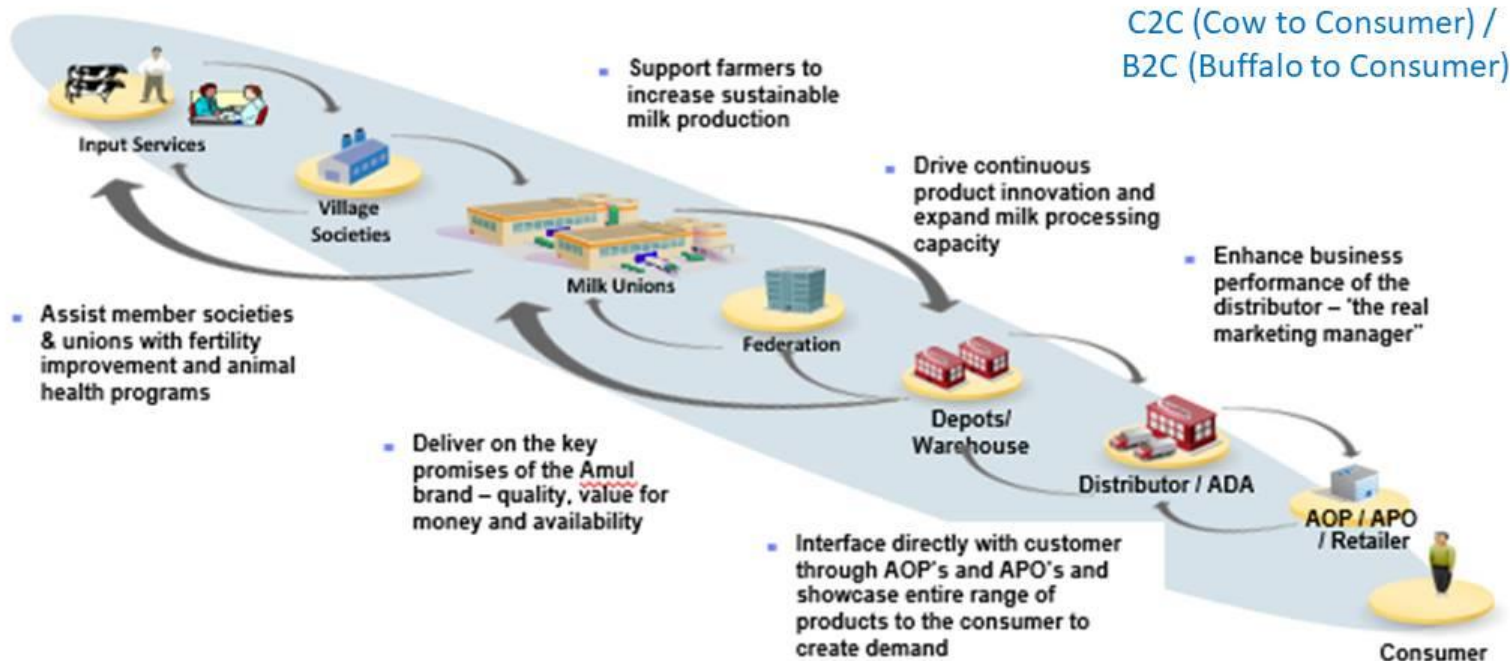 C2C (Cow to Consumer) /
B2C (Buffalo to Consumer)
Support farmers to
increase sustainable
milk production
Input Services
Drive continuous
product innovation and
expand milk processing
capacity
Village
Societies
Enhance business
performance of the
distributor – 'the real
marketing manager"
Milk Unions
Assist member societies
& unions with fertility
improvement and animal
health programs
Federation
Depots/
Warehouse
Deliver on the key
promises of the Amul
brand – quality, value for
money and availability
Distributor / ADA
AOP / APO
/ Retailer
Interface directly with customer
through AOP's and APO's and
showcase entire range of
products to the consumer to
create demand
Consumer